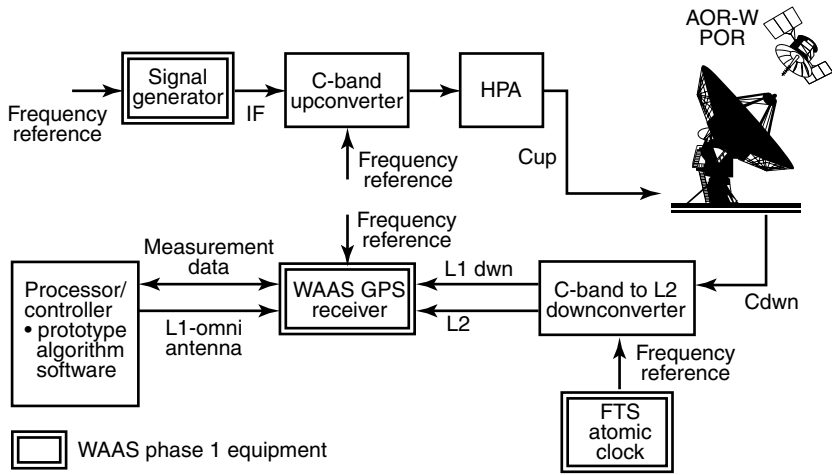 AOR-W
POR
Signal
generator
C-band
upconverter
HPA
Frequency
reference
IF
Frequency
reference
Cup
Frequency
reference
Measurement
data
L1 dwn
Processor/
controller
• prototype
algorithm
software
WAAS GPS
receiver
C-band to L2
downconverter
Cdwn
L1-omni
antenna
L2
Frequency
reference
FTS
atomic
clock
WAAS phase 1 equipment